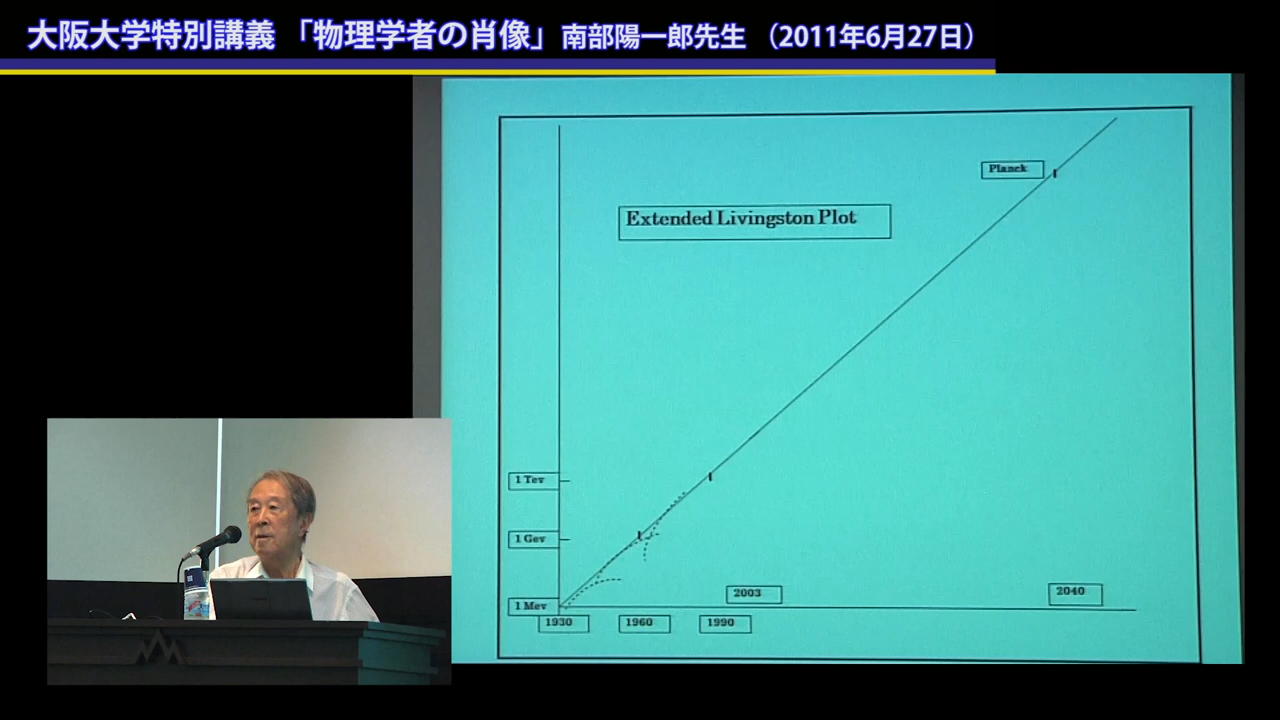 大阪大学特別講義 「物理学者の肖像」 南部陽一郎先生 （2011年6月27日）
Planck
Extended Livingston Plot
1 Tev
1 Gev
1 Mev
2003
2040
1930
1960
1990